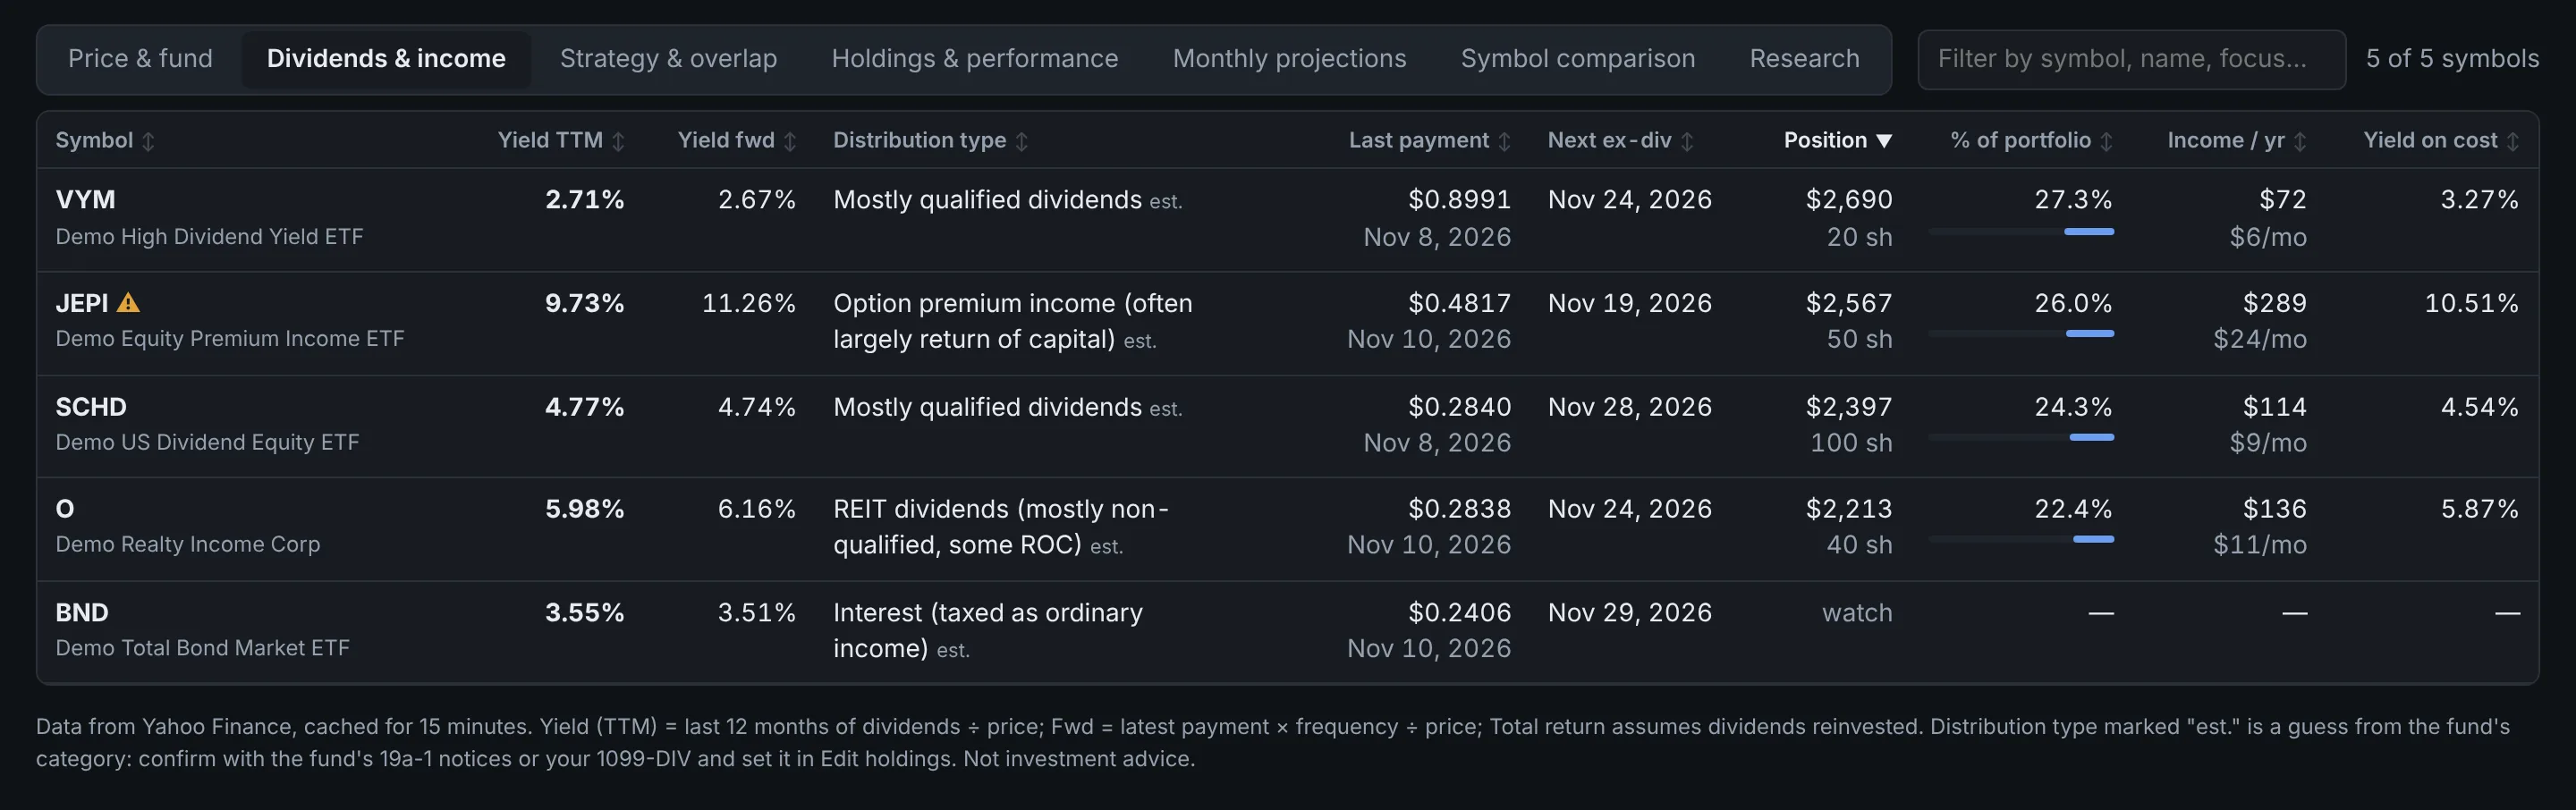 Price & fund Dividends & income Strategy & overlap Holdings & performance Monthly projections Symbol comparison Research Filter by symbol, name, focus... 5 of 5 symbols
Symbol Yield TTM Yield fwd Distribution type Last payment Next ex-div Position % of portfolio Income / yr Yield on cost
VYM 2.71% 2.67% Mostly qualified dividends est. $0.8991 Nov 24, 2026 $2,690 27.3% $72 3.27%
Demo High Dividend Yield ETF Nov 8, 2026 20 sh $6/mo
JEPI 9.73% 11.26% Option premium income (often $0.4817 Nov 19, 2026 $2,567 26.0% $289 10.51%
Demo Equity Premium Income ETF largely return of capital) est. Nov 10, 2026 50 sh $24/mo
SCHD 4.77% 4.74% Mostly qualified dividends est. $0.2840 Nov 28, 2026 $2,397 24.3% $114 4.54%
Demo US Dividend Equity ETF Nov 8, 2026 100 sh $9/mo
O 5.98% 6.16% REIT dividends (mostly non- $0.2838 Nov 24, 2026 $2,213 22.4% $136 5.87%
Demo Realty Income Corp qualified, some ROC) est. Nov 10, 2026 40 sh $11/mo
BND 3.55% 3.51% Interest (taxed as ordinary $0.2406 Nov 29, 2026 watch — — —
Demo Total Bond Market ETF income) est. Nov 10, 2026
Data from Yahoo Finance, cached for 15 minutes. Yield (TTM) = last 12 months of dividends ÷ price; Fwd = latest payment × frequency ÷ price; Total return assumes dividends reinvested. Distribution type marked "est." is a guess from the fund's
category: confirm with the fund's 19a-1 notices or your 1099-DIV and set it in Edit holdings. Not investment advice.